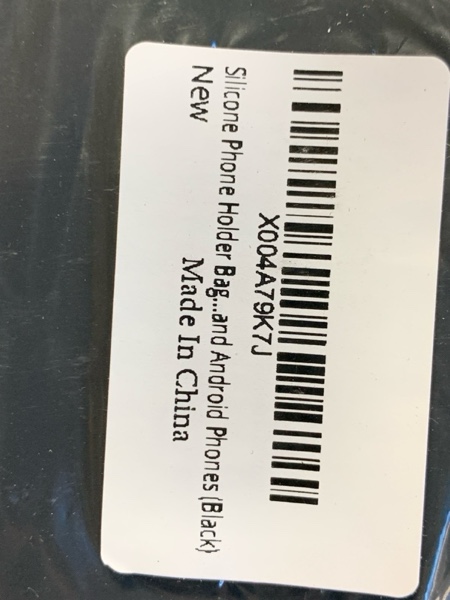 X004A79K7J
Silicone Phone Holder Bag...and Android Phones (Black)
New
Made In China